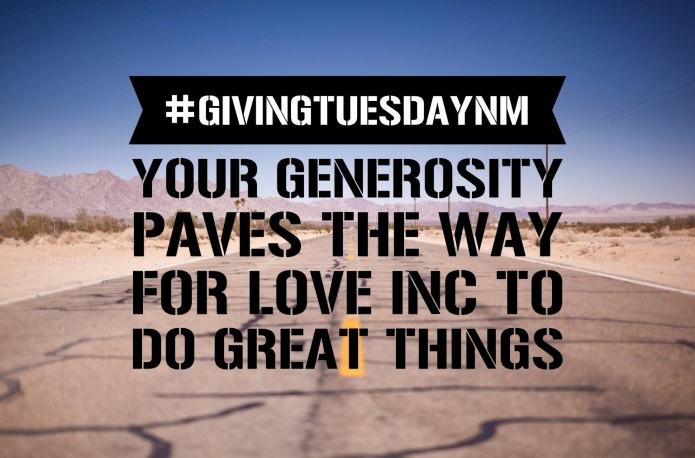 #GIVINGTUESDAYNM
YOUR GENEROSITY
PAVES THE WAY
FOR LOVE INC TO
DO GREAT THINGS